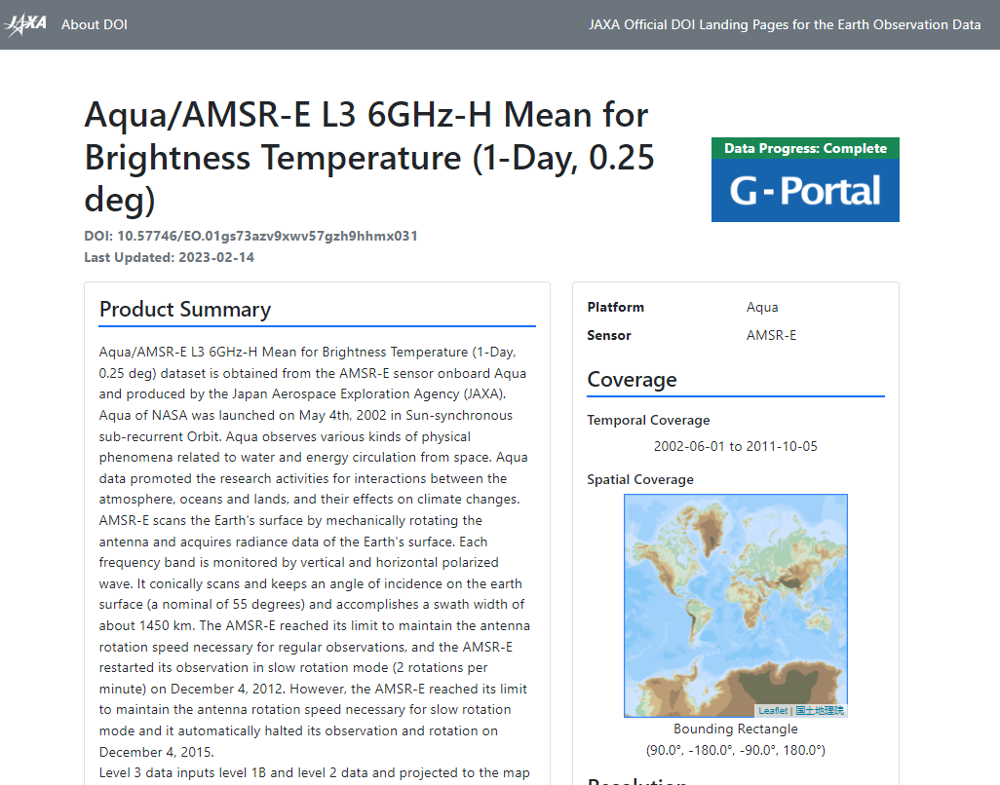 JAXA About DOI JAXA Official DOI Landing Pages for the Earth Observation Data
Aqua/AMSR-E L3 6GHz-H Mean for
Brightness Temperature (1-Day, 0.25
deg)
DOI: 10.57746/EO.01gs73azv9xwv57gzh9hhmx031
Last Updated: 2023-02-14
Data Progress: Complete
G-Portal
Product Summary
Aqua/AMSR-E L3 6GHz-H Mean for Brightness Temperature (1-Day,
0.25 deg) dataset is obtained from the AMSR-E sensor onboard Aqua
and produced by the Japan Aerospace Exploration Agency (JAXA).
Aqua of NASA was launched on May 4th, 2002 in Sun-synchronous
sub-recurrent Orbit. Aqua observes various kinds of physical
phenomena related to water and energy circulation from space. Aqua
data promoted the research activities for interactions between the
atmosphere, oceans and lands, and their effects on climate changes.
AMSR-E scans the Earth's surface by mechanically rotating the
antenna and acquires radiance data of the Earth's surface. Each
frequency band is monitored by vertical and horizontal polarized
wave. It conically scans and keeps an angle of incidence on the earth
surface (a nominal of 55 degrees) and accomplishes a swath width of
about 1450 km. The AMSR-E reached its limit to maintain the antenna
rotation speed necessary for regular observations, and the AMSR-E
restarted its observation in slow rotation mode (2 rotations per
minute) on December 4, 2012. However, the AMSR-E reached its limit
to maintain the antenna rotation speed necessary for slow rotation
mode and it automatically halted its observation and rotation on
December 4, 2015.
Level 3 data inputs level 1B and level 2 data and projected to the map
Platform Aqua
Sensor AMSR-E
Coverage
Temporal Coverage
2002-06-01 to 2011-10-05
Spatial Coverage
Leaflet | 国土地理院
Bounding Rectangle
(90.0°, -180.0°, -90.0°, 180.0°)
Resolution